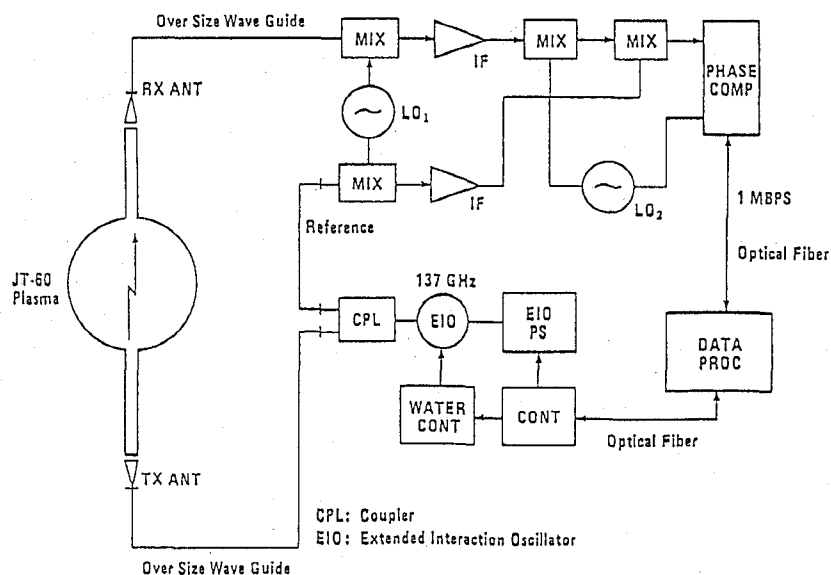 Over Size Wave Guide
MIX
IF
MIX
MIX
PHASE
COMP
RX ANT
LO1
MIX
IF
LO2
1 MBPS
Reference
Optical Fiber
JT-60
Plasma
137 GHz
CPL
EIO
EIO
PS
DATA
PROC
WATER
CONT
CONT
Optical Fiber
TX ANT
CPL: Coupler
EIO: Extended Interaction Oscillator
Over Size Wave Guide